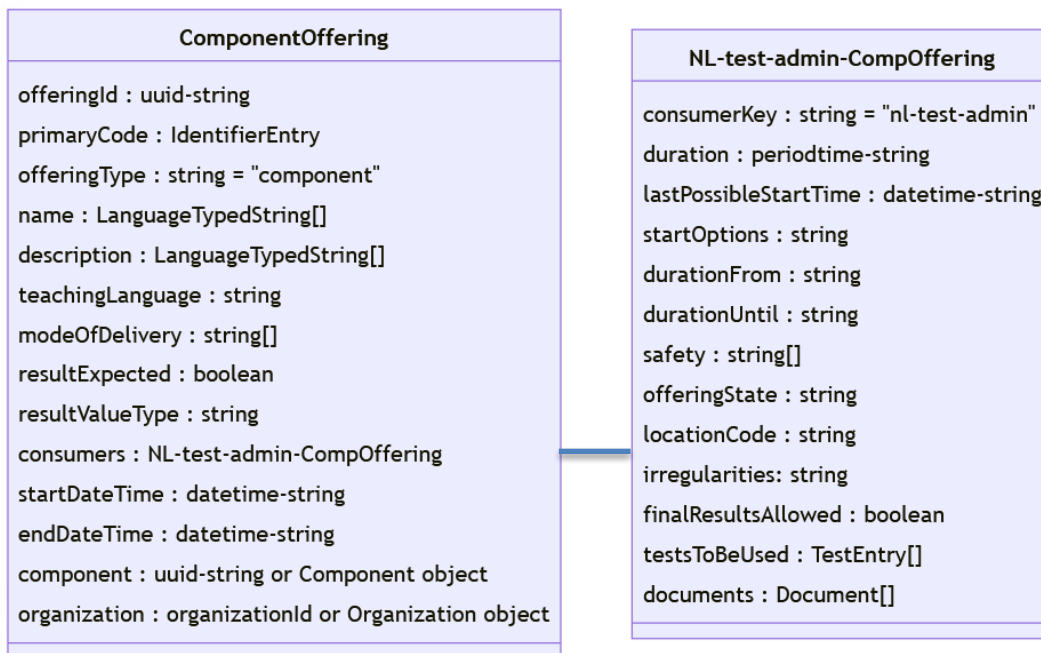 ComponentOffering
offeringId : uuid-string
primaryCode : IdentifierEntry
offeringType : string = "component"
name : LanguageTypedString[]
description : LanguageTypedString[]
teachingLanguage : string
modeOfDelivery : string[]
resultExpected : boolean
resultValueType : string
consumers : NL-test-admin-CompOffering
startDateTime : datetime-string
endDateTime : datetime-string
component : uuid-string or Component object
organization : organizationId or Organization object
NL-test-admin-CompOffering
consumerKey : string = "nl-test-admin"
duration : periodtime-string
lastPossibleStartTime : datetime-string
startOptions : string
durationFrom : string
durationUntil : string
safety : string[]
offeringState : string
locationCode : string
irregularities: string
finalResultsAllowed : boolean
testsToBeUsed : TestEntry[]
documents : Document[]